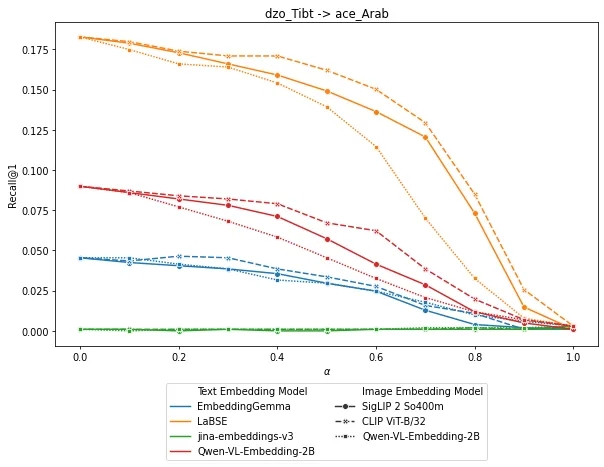 dzo_Tibt -> ace_Arab
Recall@1
0.175
0.150
0.125
0.100
0.075
0.050
0.025
0.000
0.0 0.2 0.4 0.6 0.8 1.0
α
Text Embedding Model Image Embedding Model
EmbeddingGemma SigLIP 2 So400m
LaBSE CLIP ViT-B/32
jina-embeddings-v3 Qwen-VL-Embedding-2B
Qwen-VL-Embedding-2B